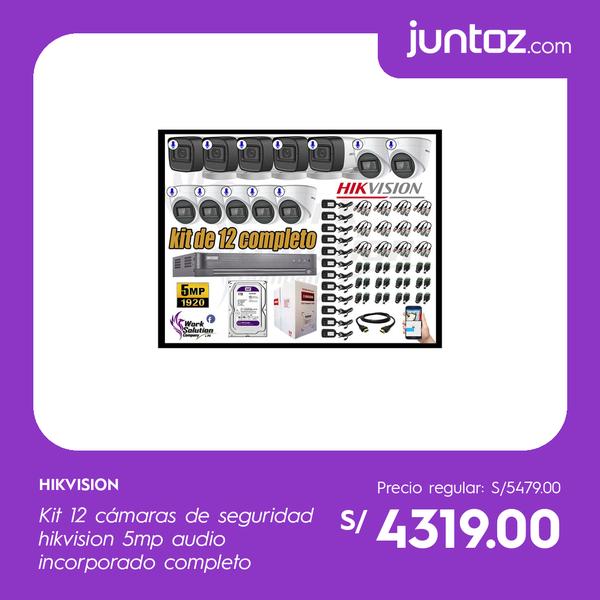 juntoz.com
HIKVISION
kit de 12 completo
5MP
1920
Work
Solution
Company
HIKVISION
Kit 12 cámaras de seguridad
hikvision 5mp audio
incorporado completo
Precio regular: S/5479.00
S/ 4319.00